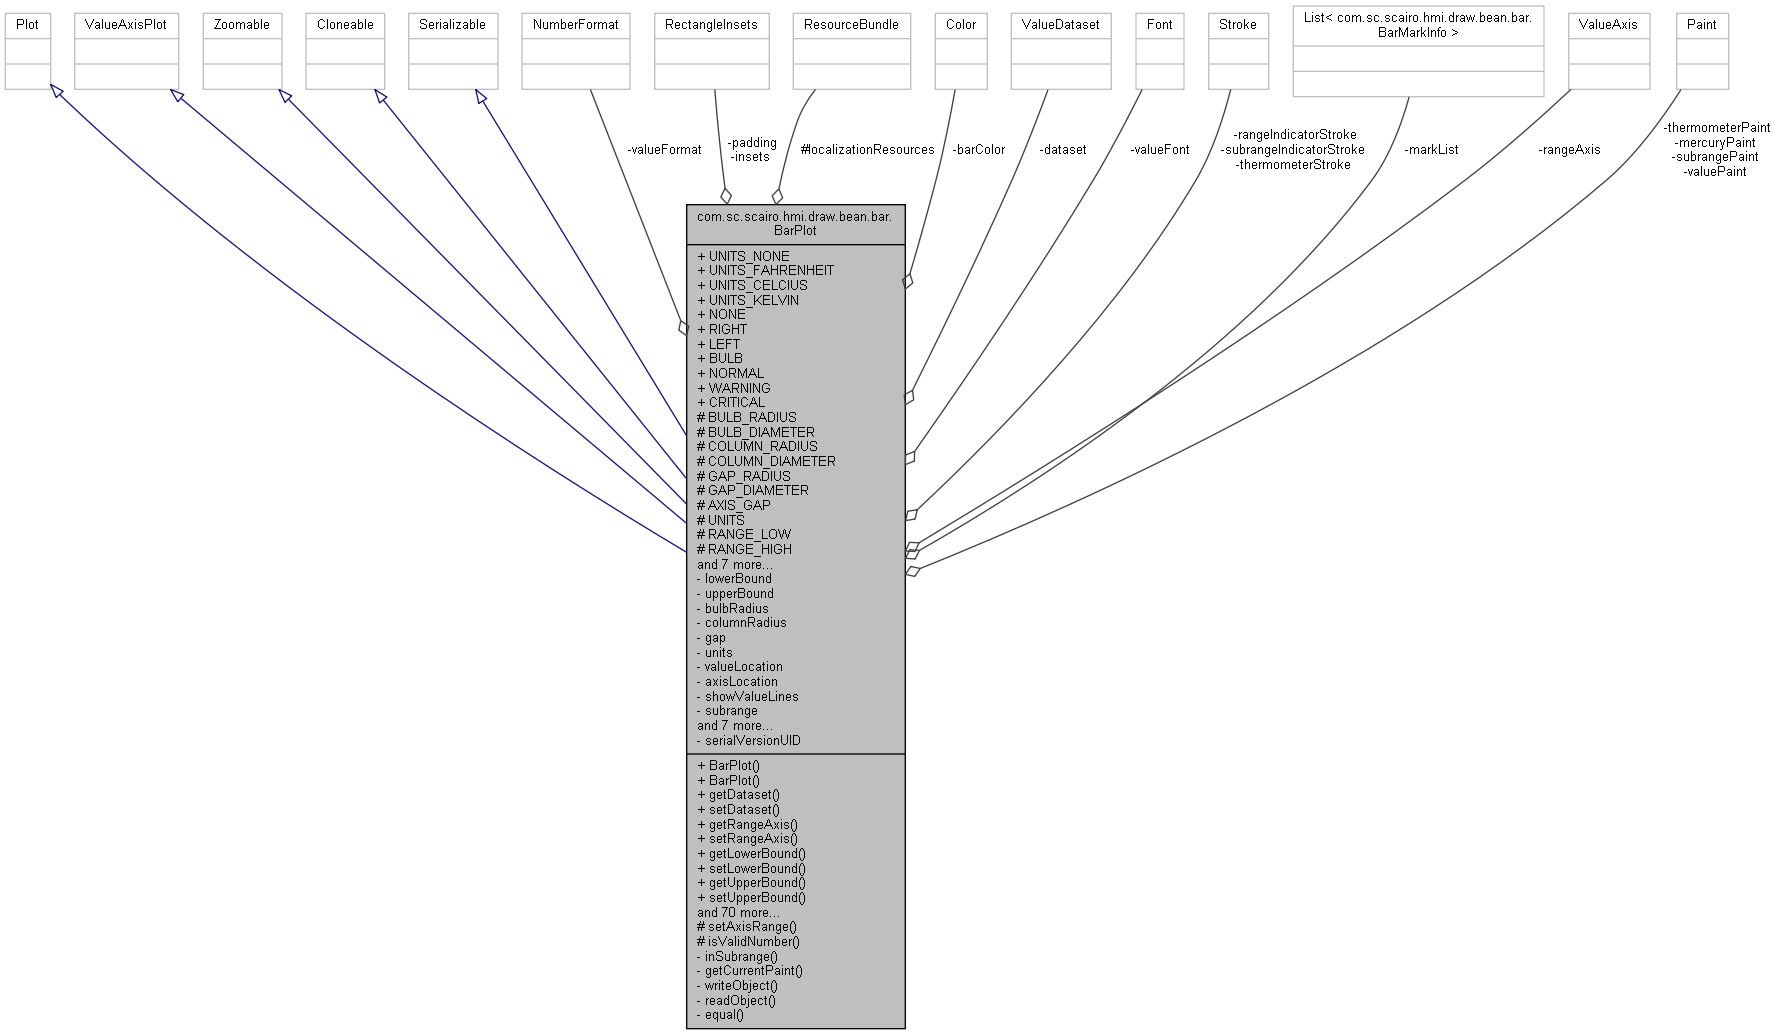 Plot
ValueAxisPlot
Zoomable
Cloneable
Serializable
NumberFormat
RectangleInsets
ResourceBundle
Color
ValueDataset
Font
Stroke
List< com.sc.scairo.hmi.draw.bean.bar.
BarMarkInfo >
ValueAxis
Paint
-valueFormat
-padding
-insets
#localizationResources
-barColor
-dataset
-valueFont
-rangeIndicatorStroke
-subrangeIndicatorStroke
-thermometerStroke
-markList
-rangeAxis
-thermometerPaint
-mercuryPaint
-subrangePaint
-valuePaint
com.sc.scairo.hmi.draw.bean.bar.
BarPlot
+ UNITS_NONE
+ UNITS_FAHRENHEIT
+ UNITS_CELCIUS
+ UNITS_KELVIN
+ NONE
+ RIGHT
+ LEFT
+ BULB
+ NORMAL
+ WARNING
+ CRITICAL
# BULB_RADIUS
# BULB_DIAMETER
# COLUMN_RADIUS
# COLUMN_DIAMETER
# GAP_RADIUS
# GAP_DIAMETER
# AXIS_GAP
# UNITS
# RANGE_LOW
# RANGE_HIGH
and 7 more...
- lowerBound
- upperBound
- bulbRadius
- columnRadius
- gap
- units
- valueLocation
- axisLocation
- showValueLines
- subrange
and 7 more...
- serialVersionUID
+ BarPlot()
+ BarPlot()
+ getDataset()
+ setDataset()
+ getRangeAxis()
+ setRangeAxis()
+ getLowerBound()
+ setLowerBound()
+ getUpperBound()
+ setUpperBound()
and 70 more...
# setAxisRange()
# isValidNumber()
- inSubrange()
- getCurrentPaint()
- writeObject()
- readObject()
- equal()